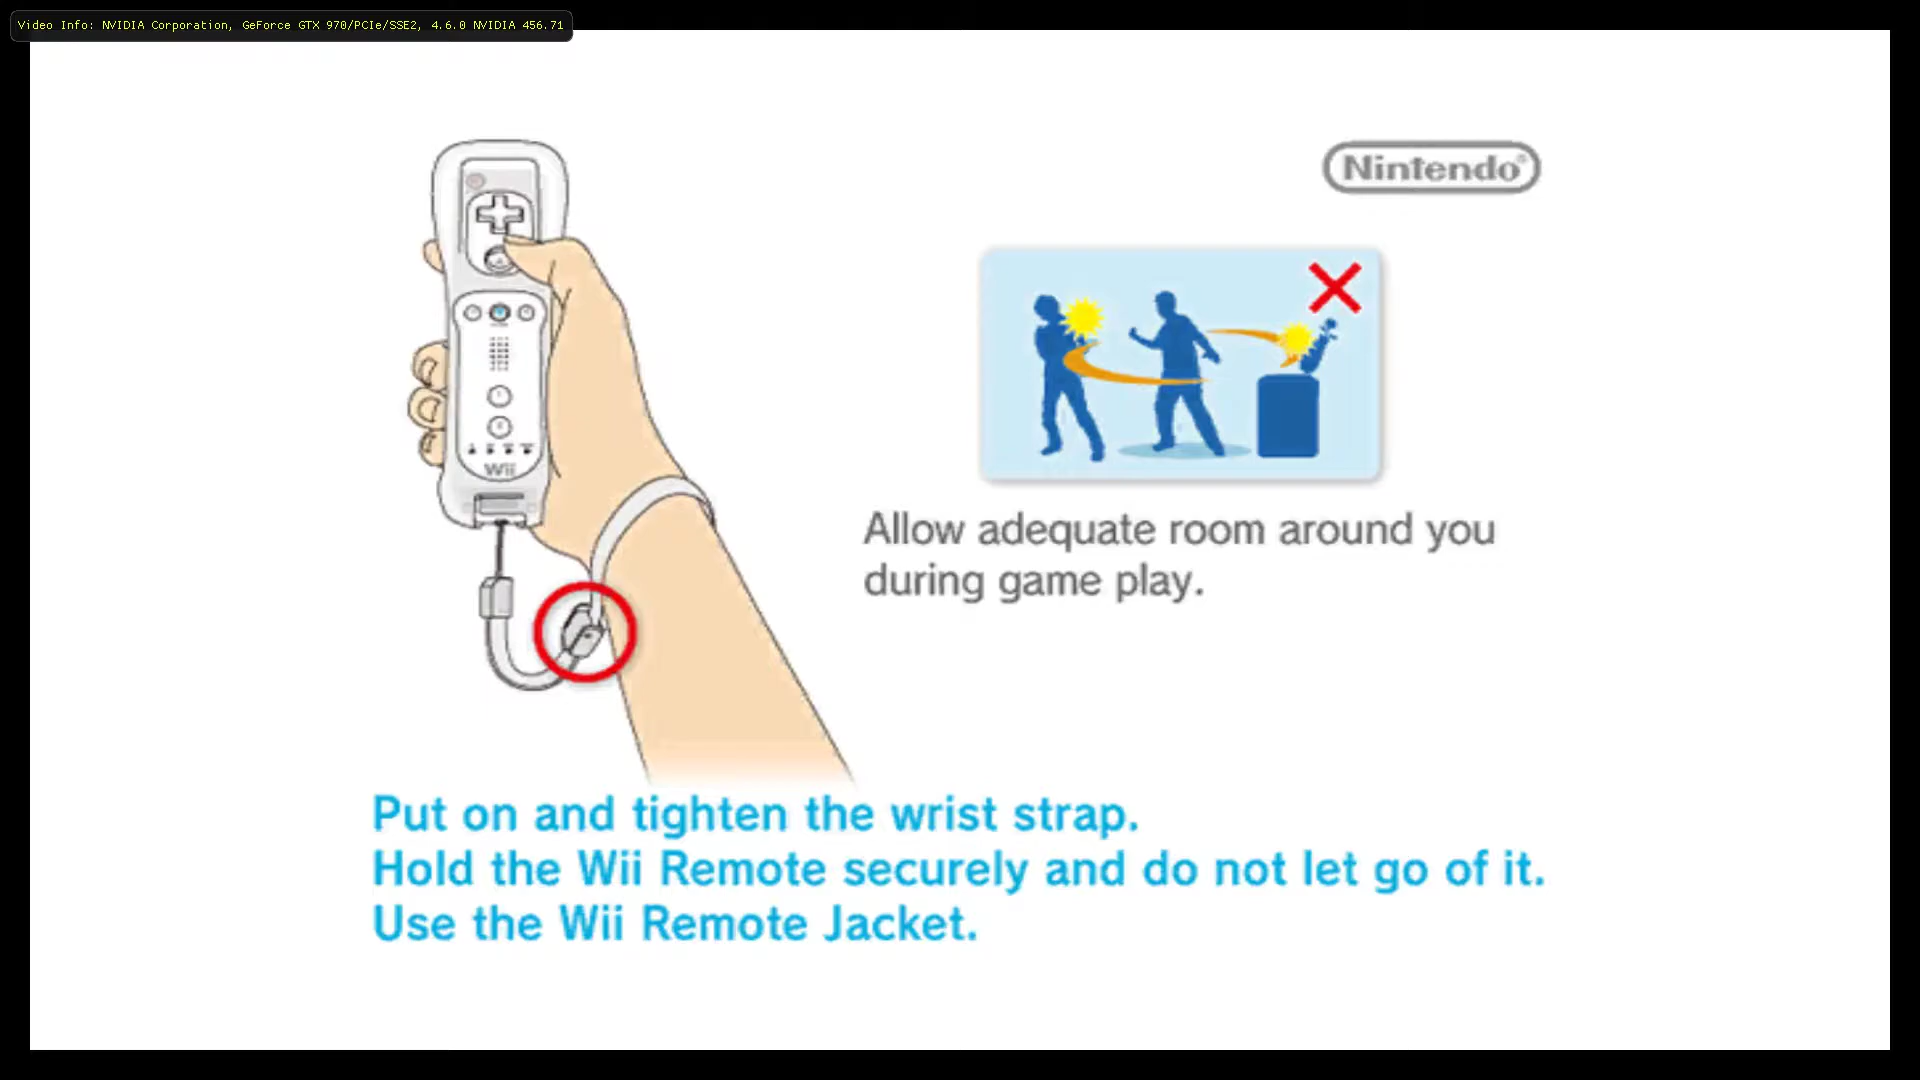 Video Info: NVIDIA Corporation, GeForce GTX 970/PCIe/SSE2, 4.6.0 NVIDIA 456.71
Nintendo®
Wii
Allow adequate room around you
during game play.
Put on and tighten the wrist strap.
Hold the Wii Remote securely and do not let go of it.
Use the Wii Remote Jacket.